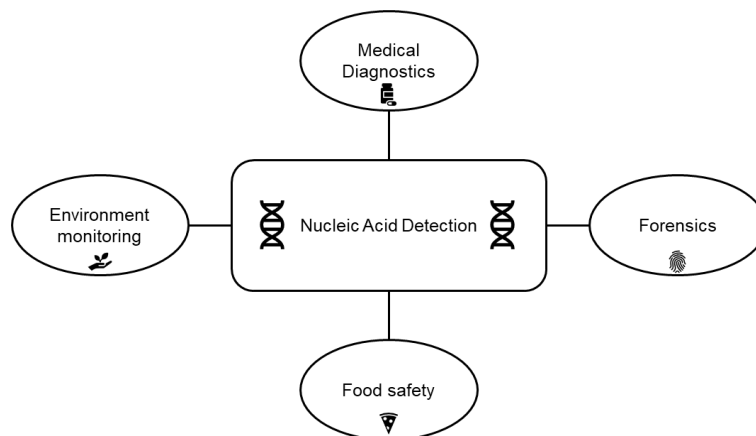 Medical
Diagnostics
Environment
monitoring
Nucleic Acid Detection
Forensics
Food safety